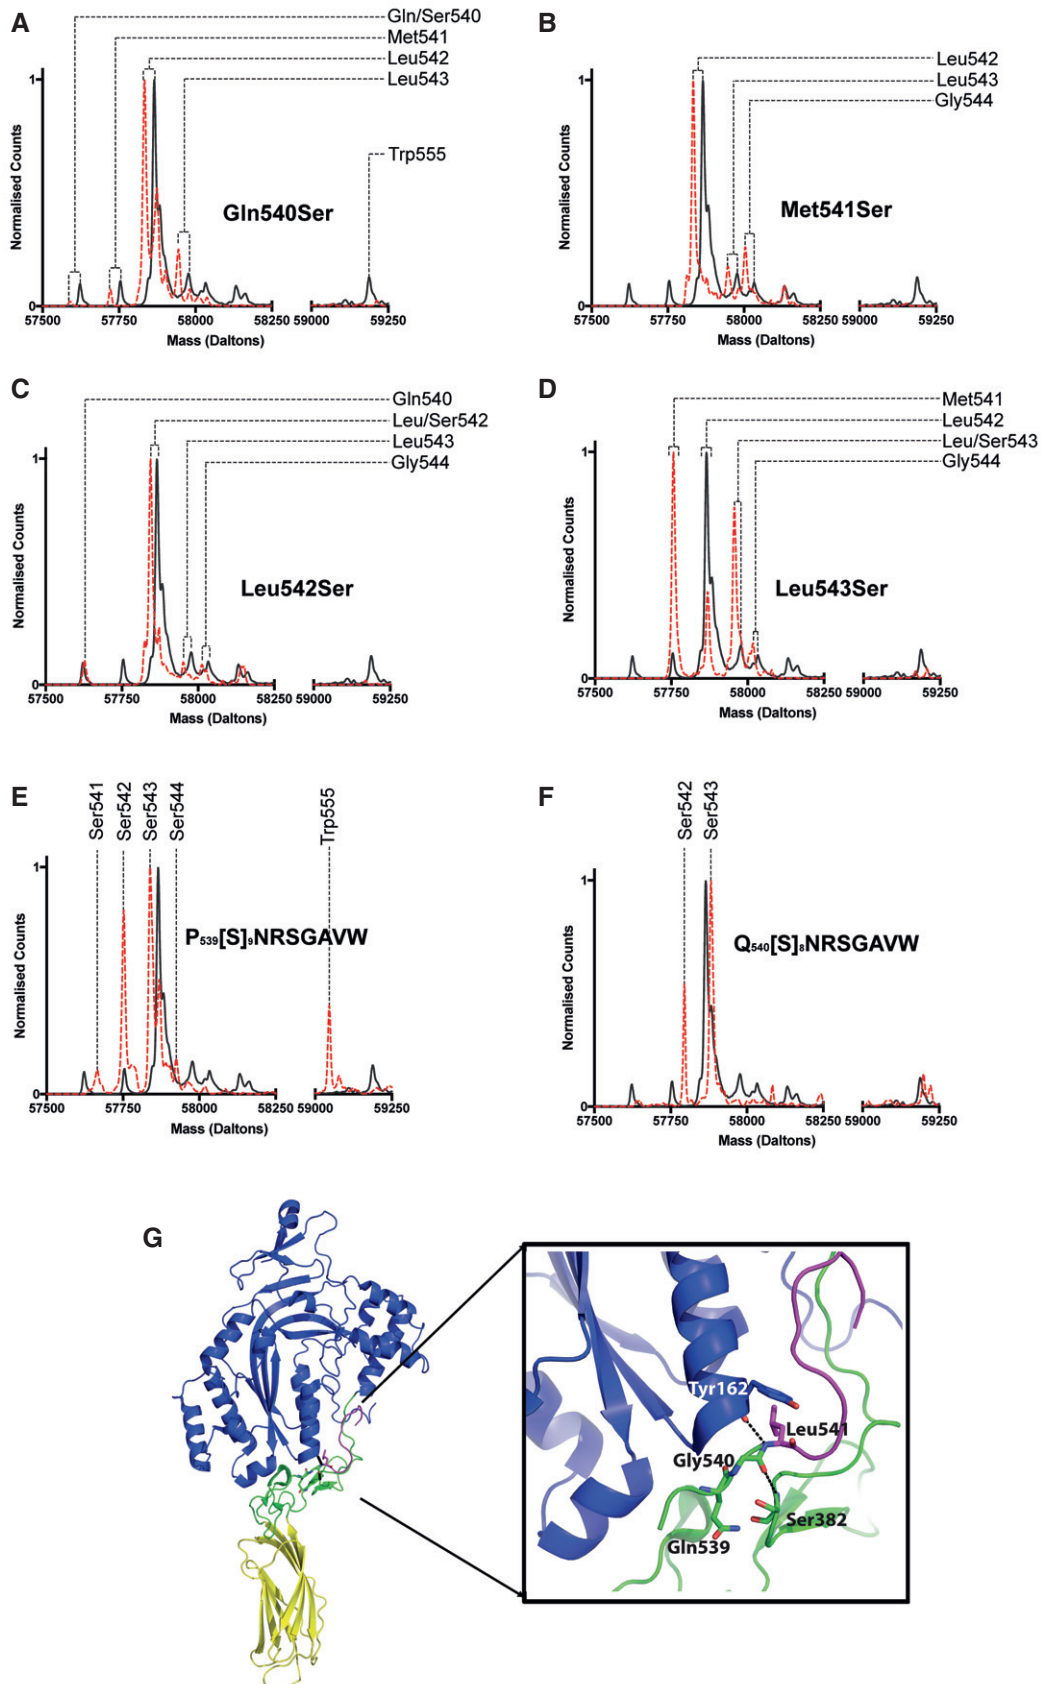 A
Gln/Ser540
Met541
Leu542
Leu543
Trp555
Normalised Counts
1
0
Gln540Ser
57500 57750 58000 58250 59000 59250
Mass (Daltons)
B
Leu542
Leu543
Gly544
Normalised Counts
1
0
Met541Ser
57500 57750 58000 58250 59000 59250
Mass (Daltons)
C
Gln540
Leu/Ser542
Leu543
Gly544
Normalised Counts
1
0
Leu542Ser
57500 57750 58000 58250 59000 59250
Mass (Daltons)
D
Met541
Leu542
Leu/Ser543
Gly544
Normalised Counts
1
0
Leu543Ser
57500 57750 58000 58250 59000 59250
Mass (Daltons)
E
Ser541
Ser542
Ser543
Ser544
Trp555
Normalised Counts
1
0
P₅₃₉[S]₉NRSGAVW
57500 57750 58000 58250 59000 59250
Mass (Daltons)
F
Ser542
Ser543
Normalised Counts
1
0
Q₅₄₀[S]₈NRSGAVW
57500 57750 58000 58250 59000 59250
Mass (Daltons)
G
Tyr162
Leu541
Gly540
Ser382
Gln539